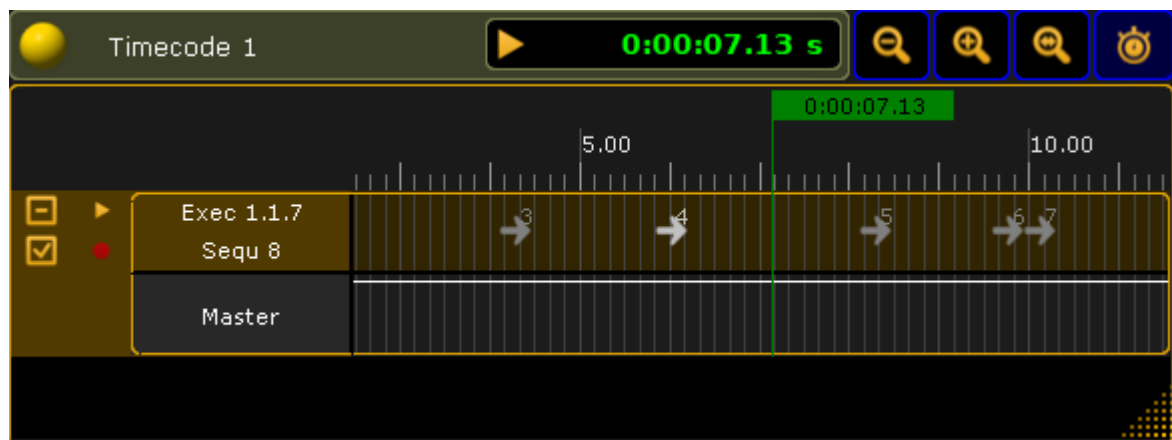 Timecode 1
0:00:07.13 s
0:00:07.13
5.00 10.00
Exec 1.1.7
Sequ 8
3 4 5 6 7
Master